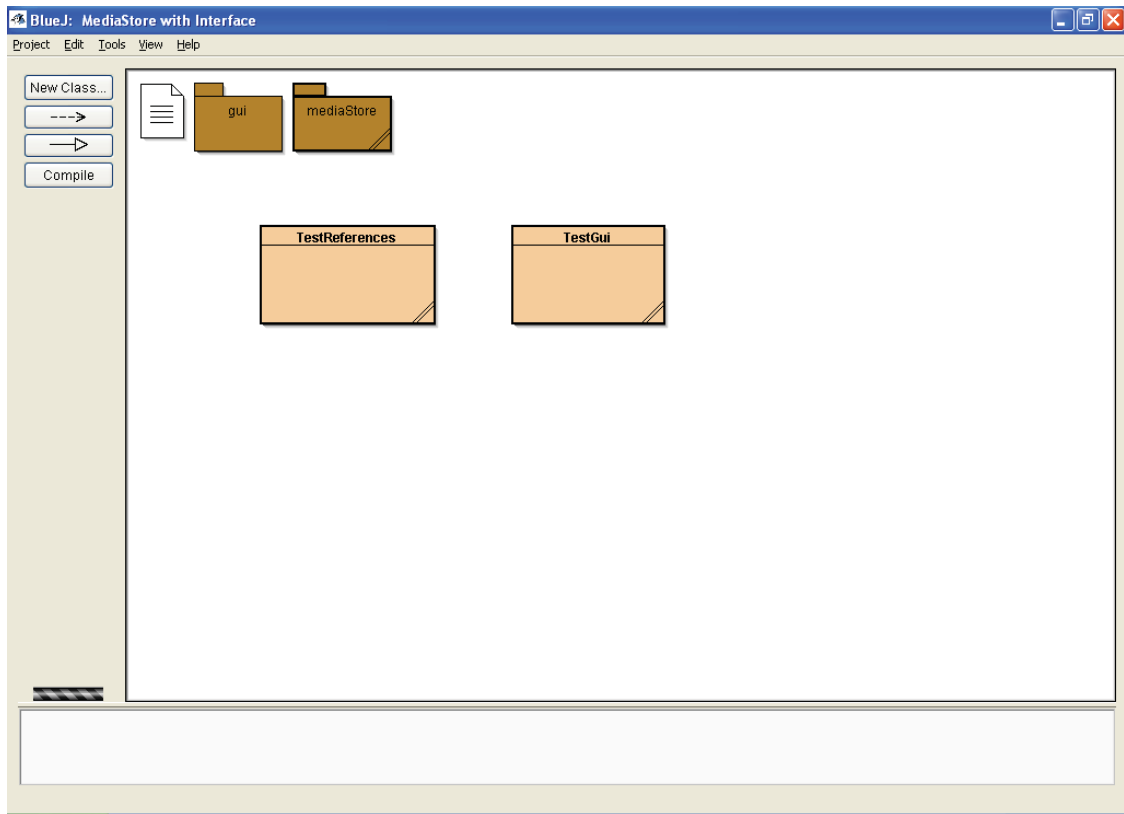 BlueJ: MediaStore with Interface
Project Edit Tools View Help
New Class...
Compile
gui
mediaStore
TestReferences
TestGui